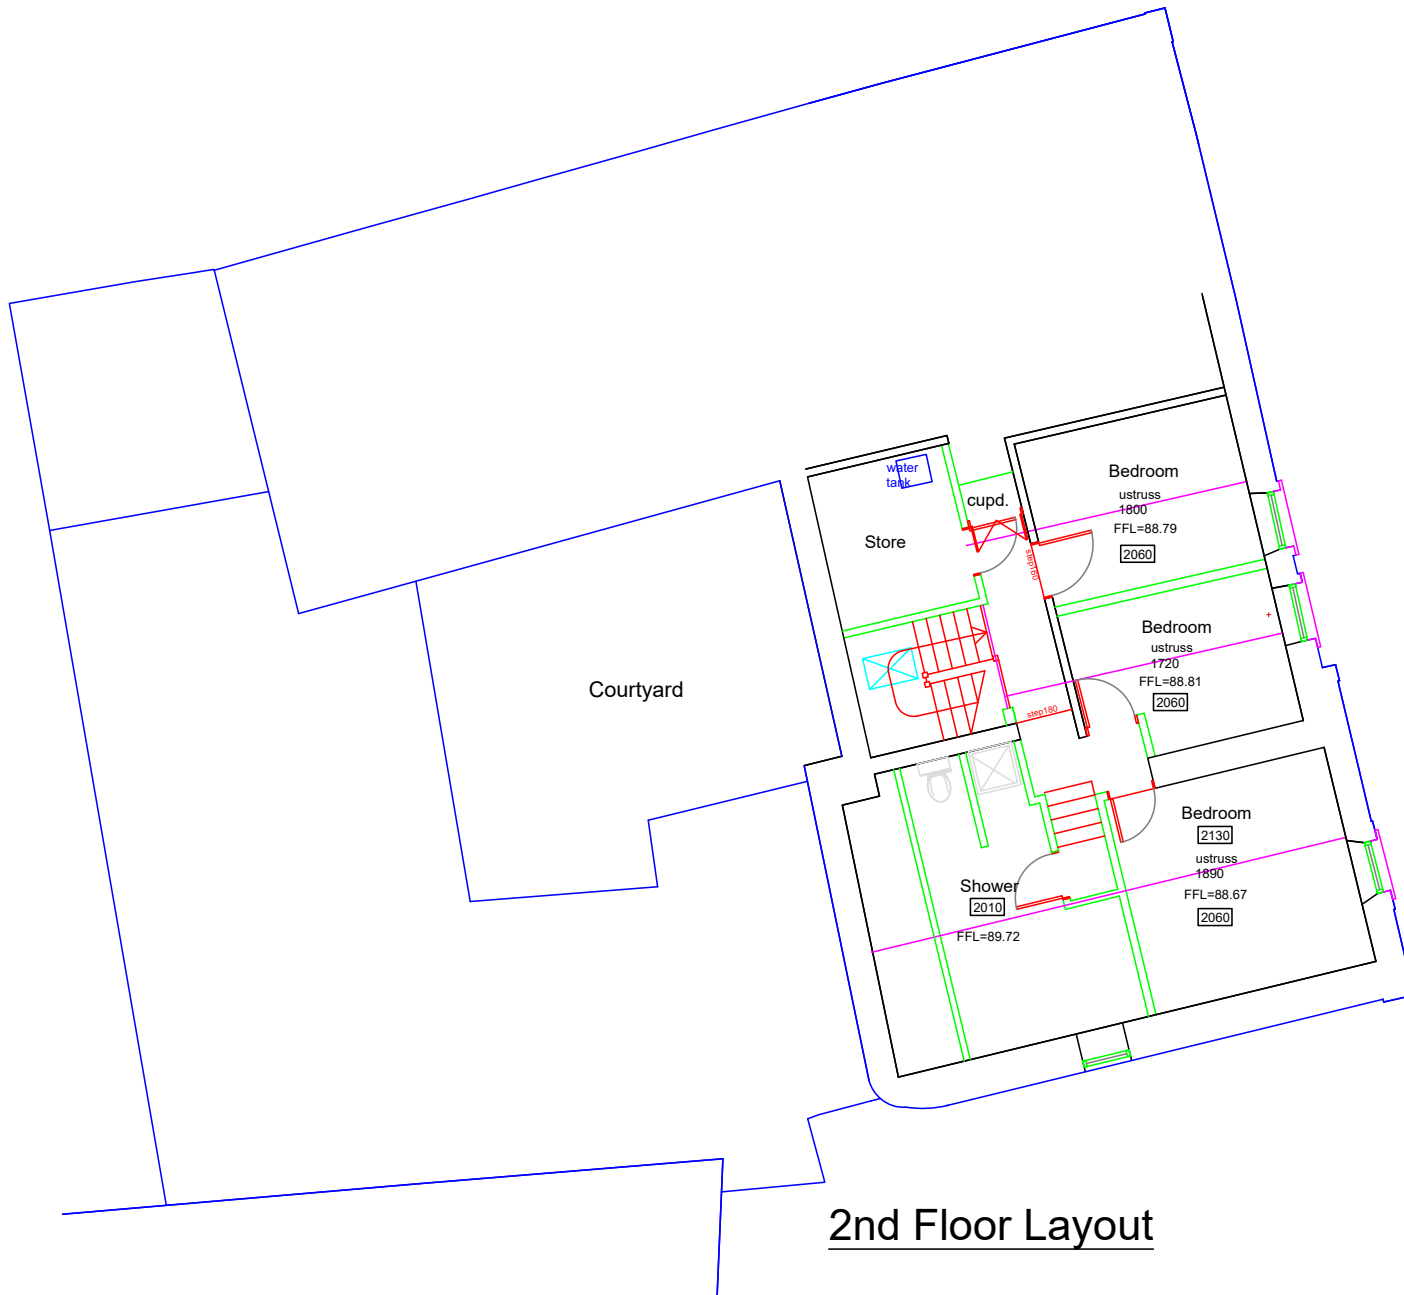 water
tank
cupd.
Store
step160
Bedroom
ustruss
1800
FFL=88.79
2060
Bedroom
ustruss
1720
FFL=88.81
2060
Courtyard
step180
Bedroom
2130
ustruss
1890
FFL=88.67
2060
Shower
2010
FFL=89.72
2nd Floor Layout